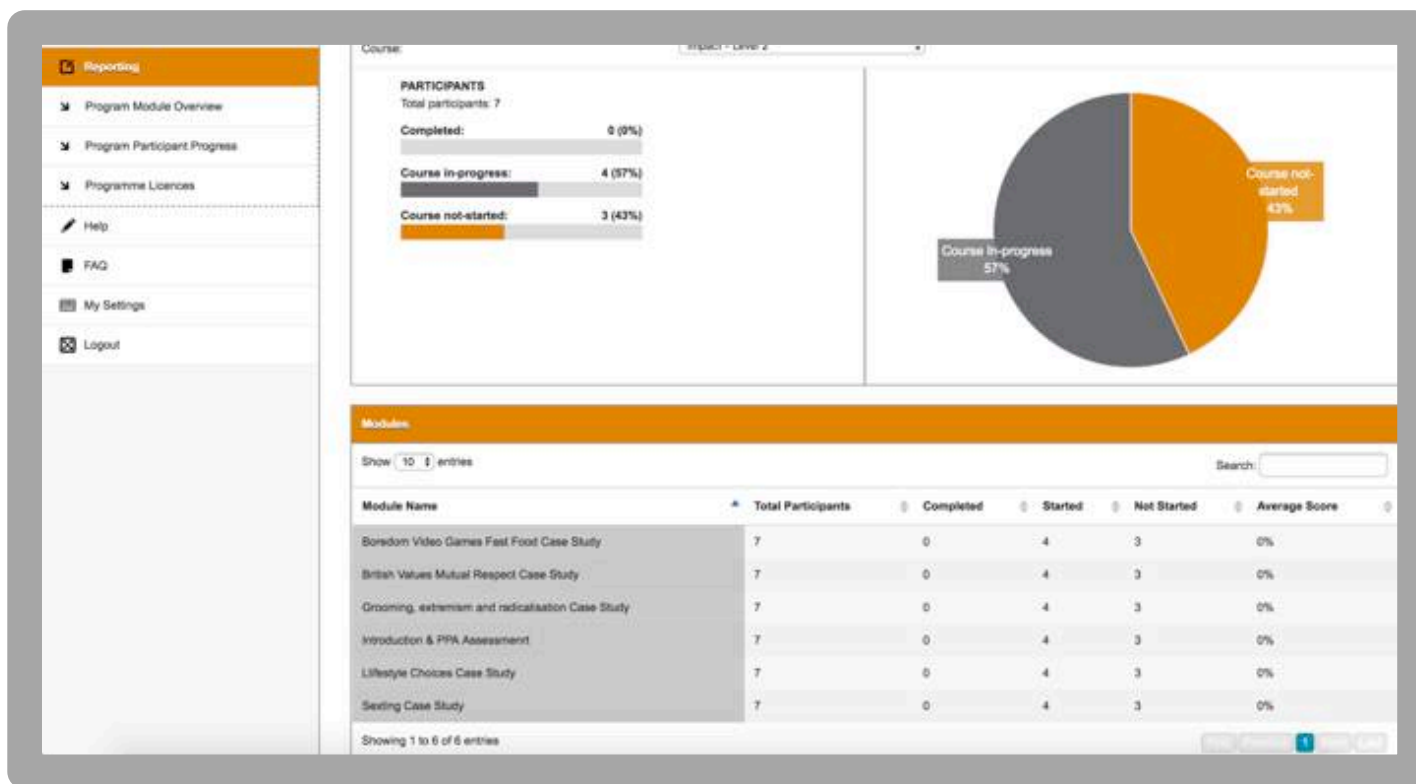 Reporting
Program Module Overview
Program Participant Progress
Programme Licences
Help
FAQ
My Settings
Logout
Course: Impact - Level 2
PARTICIPANTS
Total participants: 7
Completed: 0 (0%)
Course in-progress: 4 (57%)
Course not-started: 3 (43%)
Course not-
started
43%
Course In-progress
57%
Modules
Show 10 entries Search:
Module Name Total Participants Completed Started Not Started Average Score
Boredom Video Games Fast Food Case Study 7 0 4 3 0%
British Values Mutual Respect Case Study 7 0 4 3 0%
Grooming, extremism and radicalisation Case Study 7 0 4 3 0%
Introduction & PPA Assessmenrt 7 0 4 3 0%
Llifestyle Choices Case Study 7 0 4 3 0%
Sexting Case Study 7 0 4 3 0%
Showing 1 to 6 of 6 entries 1